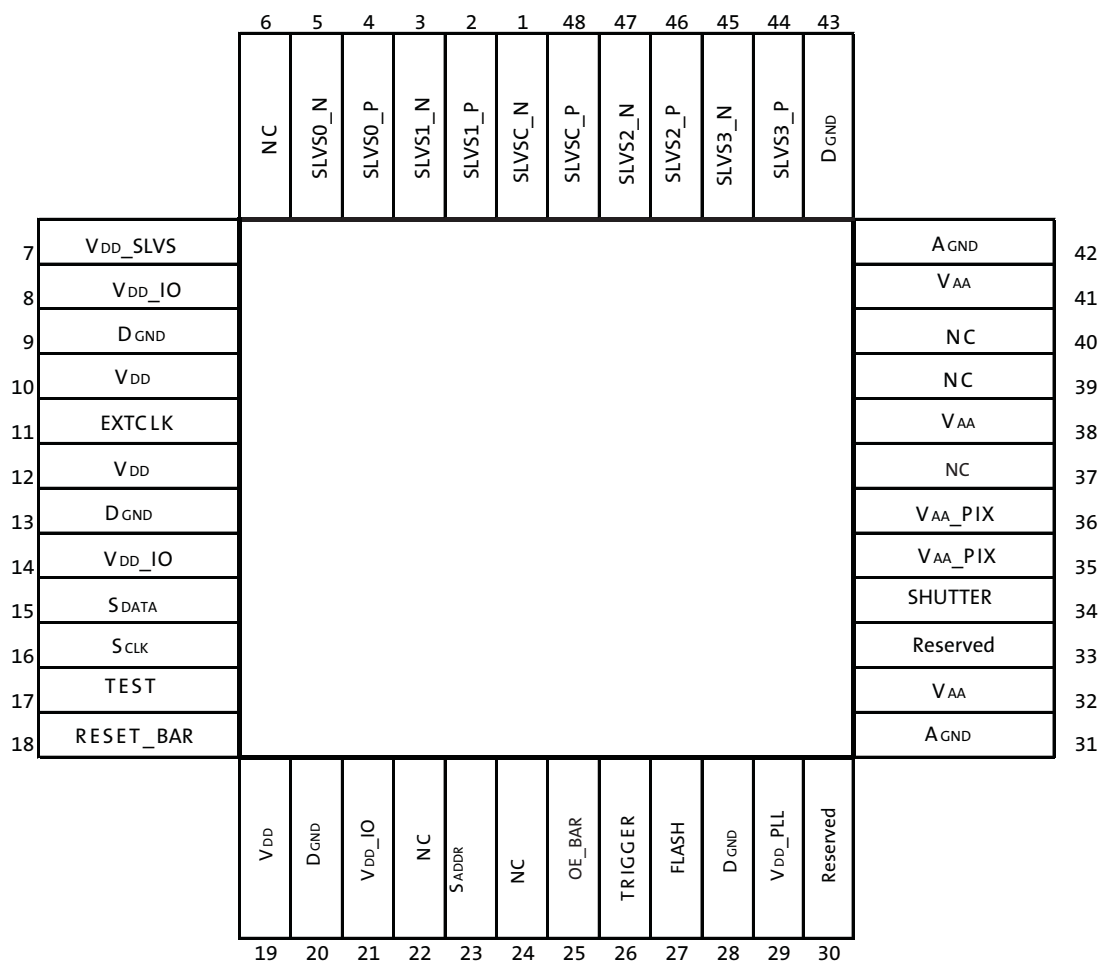 6 5 4 3 2 1 48 47 46 45 44 43
NC
SLVS0_N
SLVS0_P
SLVS1_N
SLVS1_P
SLVSC_N
SLVSC_P
SLVS2_N
SLVS2_P
SLVS3_N
SLVS3_P
DGND
7 VDD_SLVS
8 VDD_IO
9 DGND
10 VDD
11 EXTCLK
12 VDD
13 DGND
14 VDD_IO
15 SDATA
16 SCLK
17 TEST
18 RESET_BAR
AGND 42
VAA 41
NC 40
NC 39
VAA 38
NC 37
VAA_PIX 36
VAA_PIX 35
SHUTTER 34
Reserved 33
VAA 32
AGND 31
VDD
DGND
VDD_IO
NC
SADDR
NC
OE_BAR
TRIGGER
FLASH
DGND
VDD_PLL
Reserved
19 20 21 22 23 24 25 26 27 28 29 30